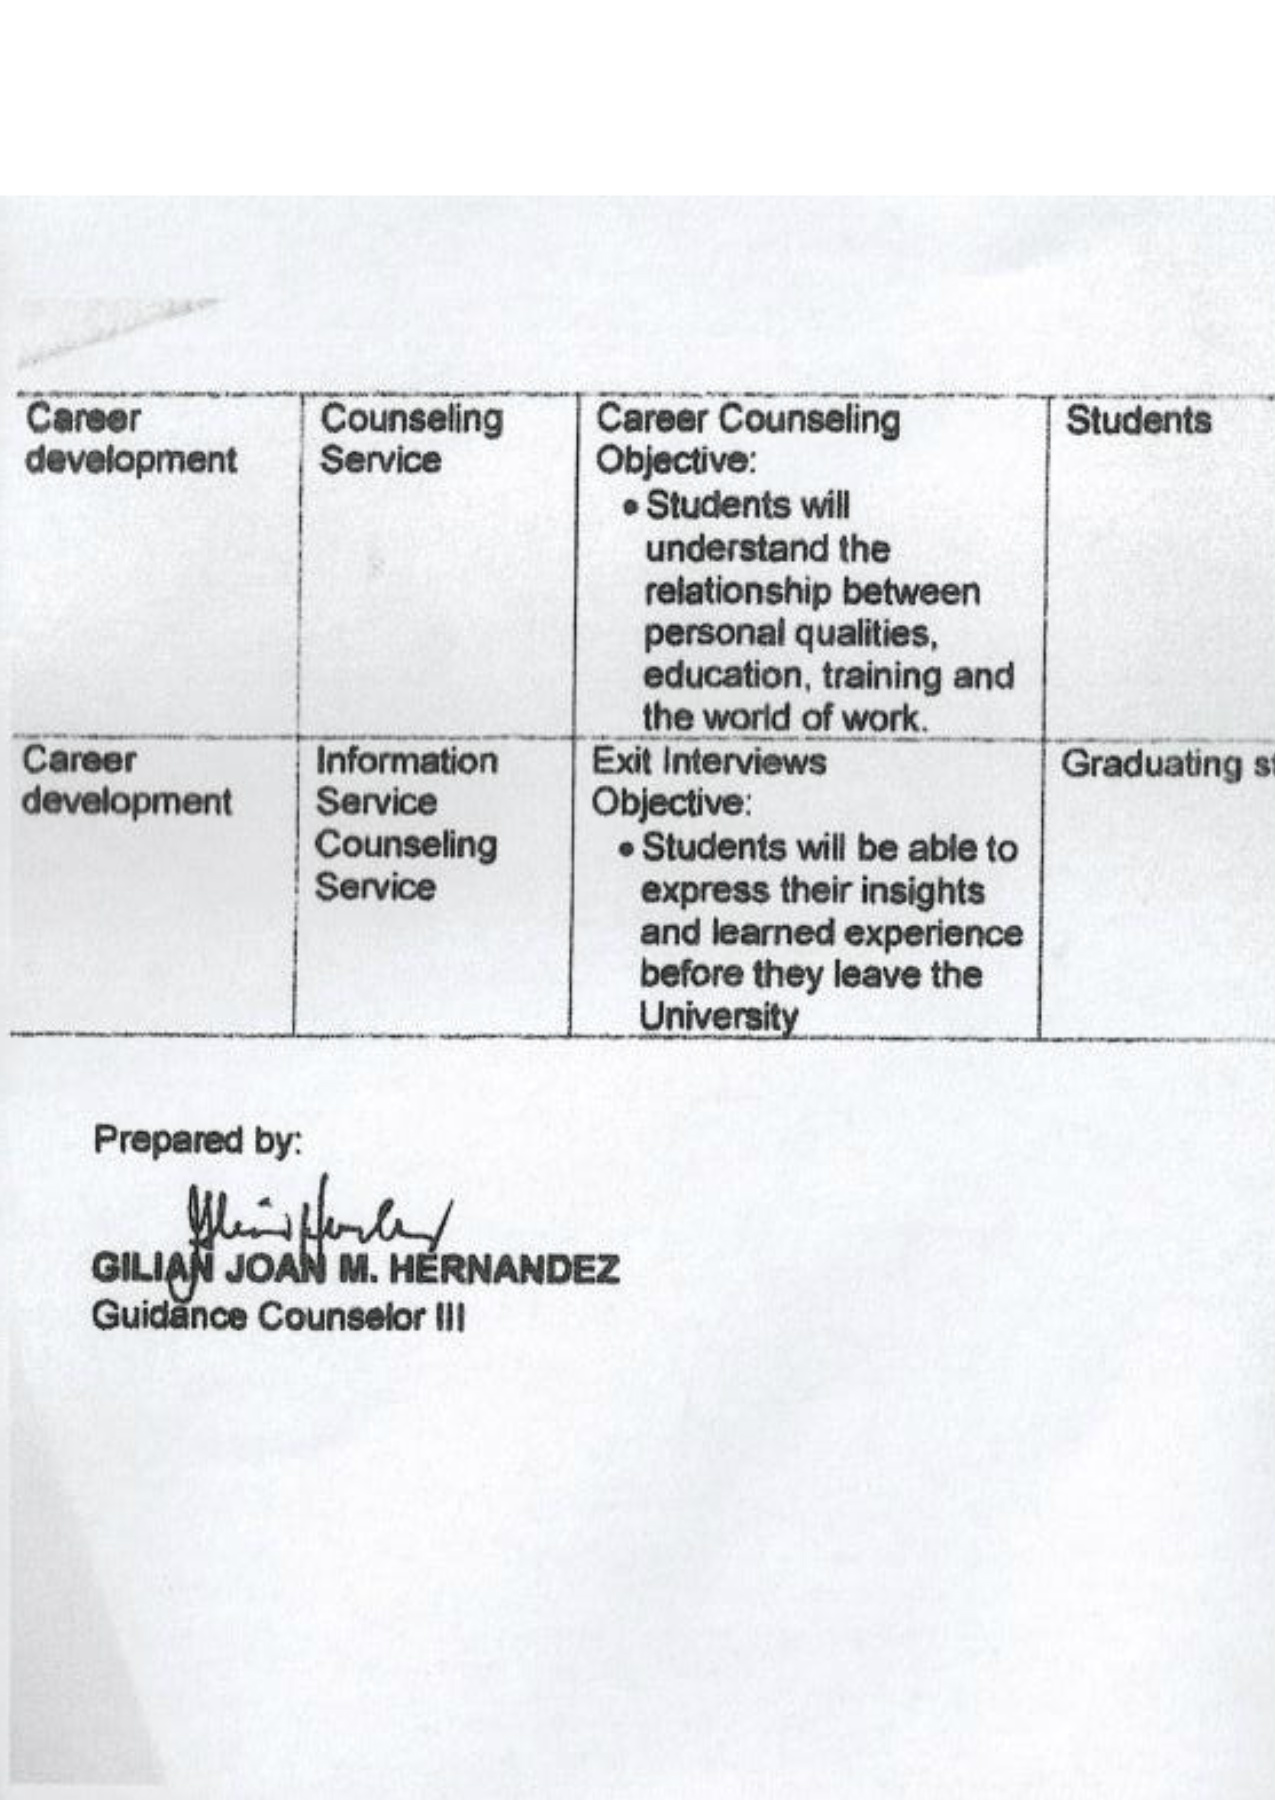 Career
development
Counseling
Service
Career Counseling
Objective:
• Students will
understand the
relationship between
personal qualities,
education, training and
the world of work.
Students
Career
development
Information
Service
Counseling
Service
Exit Interviews
Objective:
• Students will be able to
express their insights
and learned experience
before they leave the
University
Graduating st
Prepared by:
GILIAN JOAN M. HERNANDEZ
Guidance Counselor III